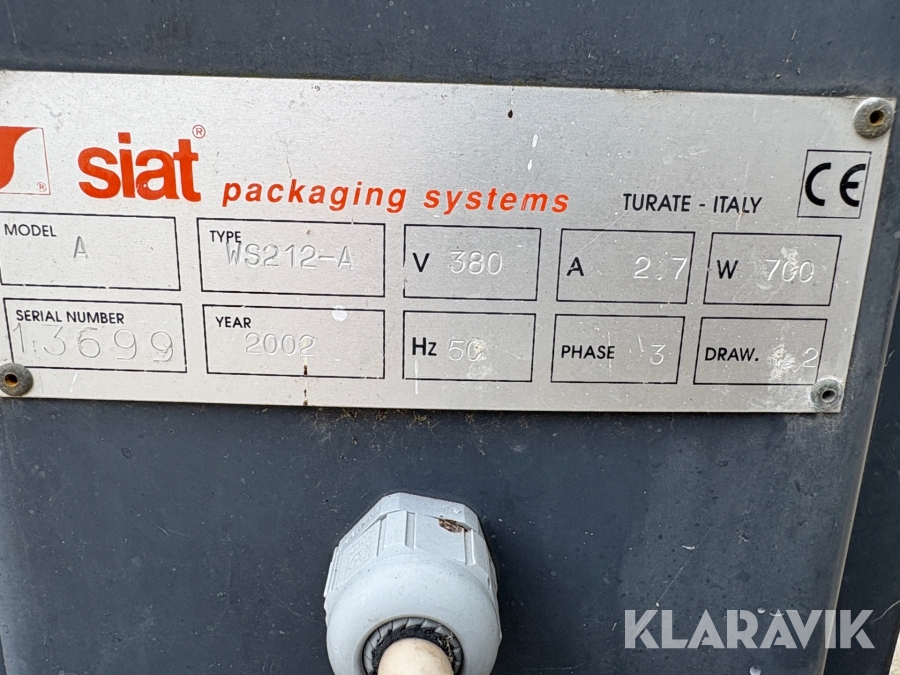 siat® packaging systems TURATE - ITALY CE
®
MODEL A TYPE WS212-A V 380 A 2.7 W 700
SERIAL NUMBER 13699 YEAR 2002 Hz 50 PHASE 3 DRAW. 2
KLARAVIK